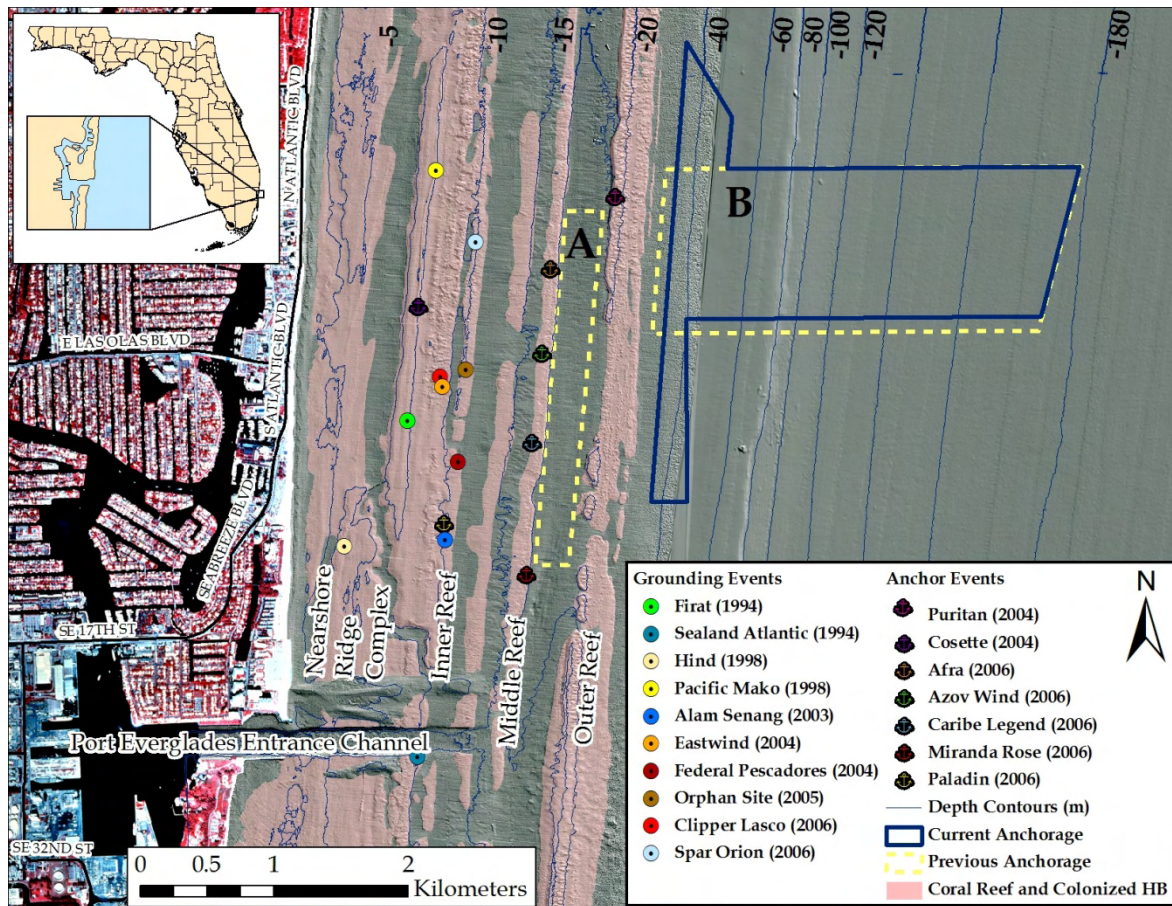 -5
-10
-15
-20
-40
-60
-80
-100
-120
-180
N ATLANTIC BLVD
A
B
E LAS OLAS BLVD
S ATLANTIC BLVD
SEABREEZE BLVD
SE 17TH ST
Nearshore
Ridge
Complex
Inner Reef
Middle Reef
Outer Reef
Port Everglades Entrance Channel
SE 32ND ST
0 0.5 1 2
Kilometers
Grounding Events
Firat (1994)
Sealand Atlantic (1994)
Hind (1998)
Pacific Mako (1998)
Alam Senang (2003)
Eastwind (2004)
Federal Pescadores (2004)
Orphan Site (2005)
Clipper Lasco (2006)
Spar Orion (2006)
Anchor Events
Puritan (2004)
Cosette (2004)
Afra (2006)
Azov Wind (2006)
Caribe Legend (2006)
Miranda Rose (2006)
Paladin (2006)
Depth Contours (m)
Current Anchorage
Previous Anchorage
Coral Reef and Colonized HB
N